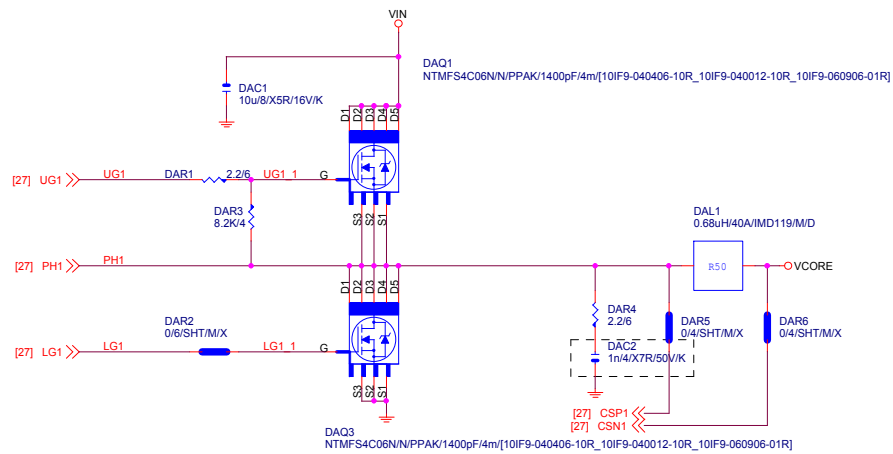 VIN
DAQ1
NTMFS4C06N/N/PPAK/1400pF/4m/[10IF9-040406-10R_10IF9-040012-10R_10IF9-060906-01R]
DAC1
10u/8/X5R/16V/K
D1
D2
D3
D4
D5
[27] UG1
UG1
DAR1
2.2/6
UG1_1
G
S3
S2
S1
DAR3
8.2K/4
DAL1
0.68uH/40A/IMD119/M/D
[27] PH1
PH1
R50
VCORE
D1
D2
D3
D4
D5
DAR2
0/6/SHT/M/X
DAR4
2.2/6
DAR5
0/4/SHT/M/X
DAR6
0/4/SHT/M/X
[27] LG1
LG1
LG1_1
G
DAC2
1n/4/X7R/50V/K
S3
S2
S1
[27] CSP1
[27] CSN1
DAQ3
NTMFS4C06N/N/PPAK/1400pF/4m/[10IF9-040406-10R_10IF9-040012-10R_10IF9-060906-01R]